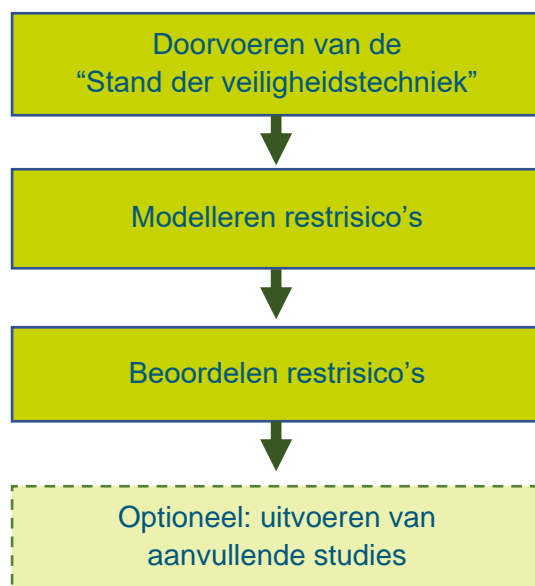 Doorvoeren van de
“Stand der veiligheidstechniek”
Modelleren restrisico’s
Beoordelen restrisico’s
Optioneel: uitvoeren van
aanvullende studies